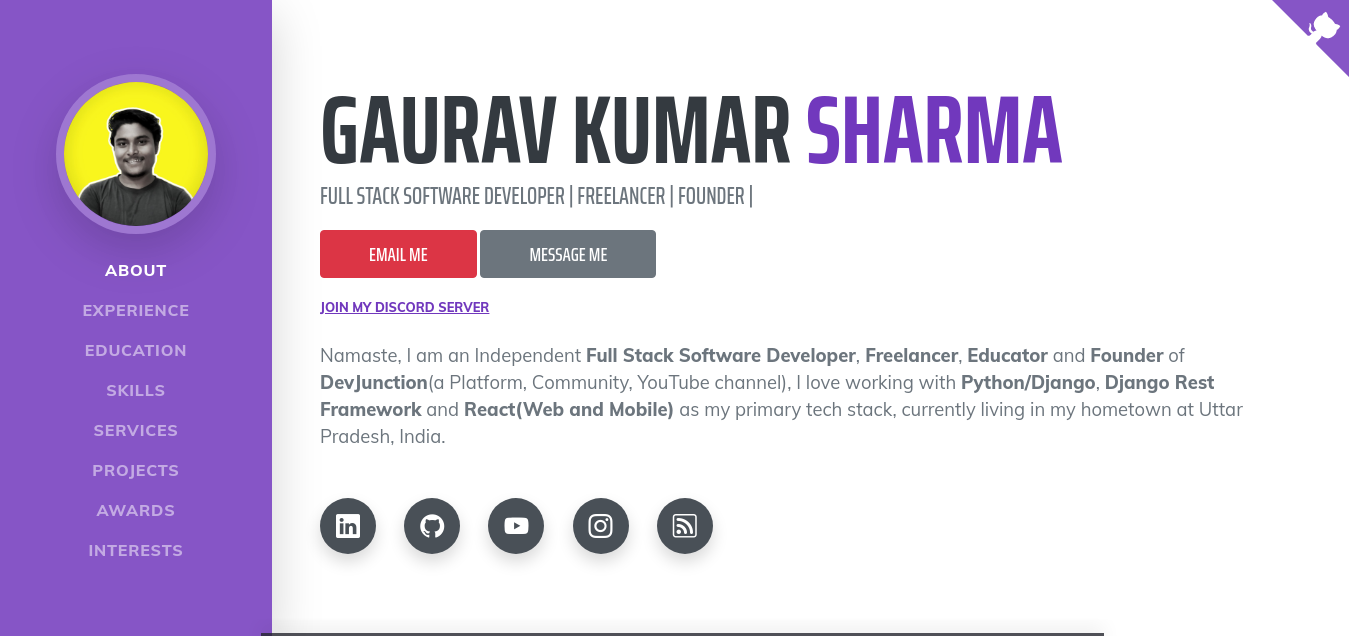 ABOUT
EXPERIENCE
EDUCATION
SKILLS
SERVICES
PROJECTS
AWARDS
INTERESTS
GAURAV KUMAR SHARMA
FULL STACK SOFTWARE DEVELOPER | FREELANCER | FOUNDER |
EMAIL ME
MESSAGE ME
JOIN MY DISCORD SERVER
Namaste, I am an Independent Full Stack Software Developer, Freelancer, Educator and Founder of
DevJunction(a Platform, Community, YouTube channel), I love working with Python/Django, Django Rest
Framework and React(Web and Mobile) as my primary tech stack, currently living in my hometown at Uttar
Pradesh, India.